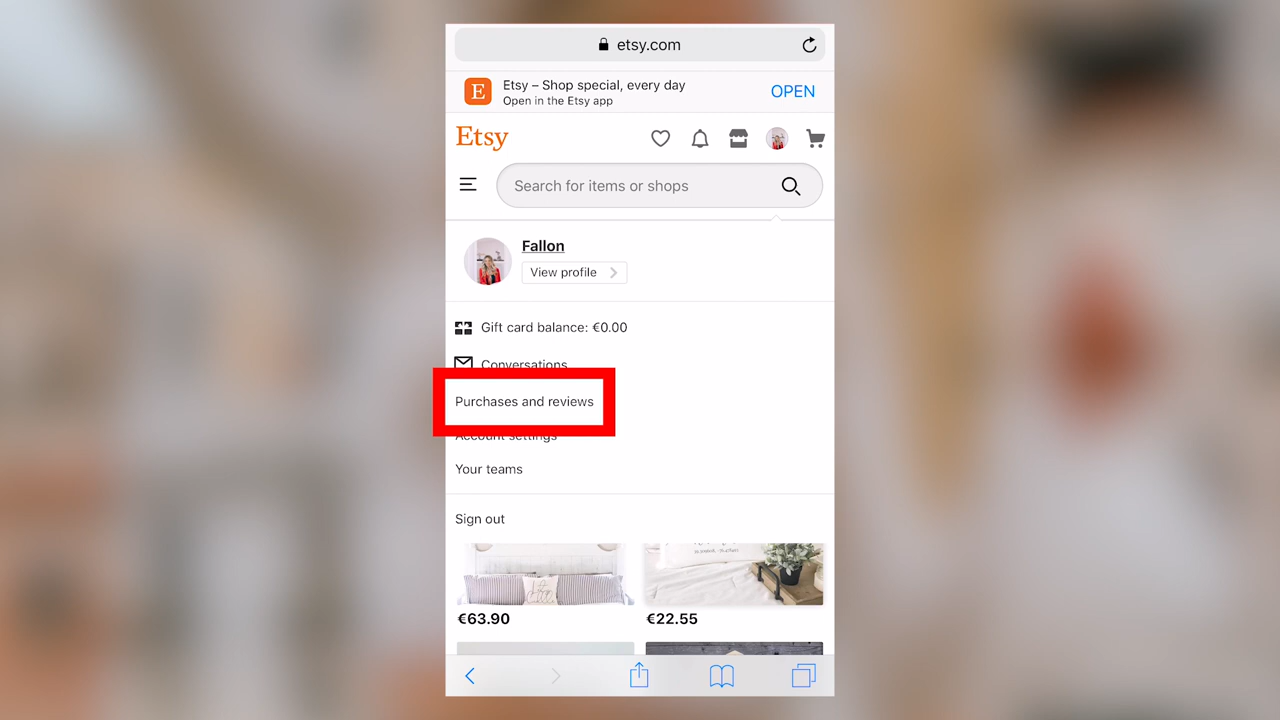 etsy.com
E
Etsy – Shop special, every day
Open in the Etsy app
OPEN
Etsy
Search for items or shops
Fallon
View profile
Gift card balance: €0.00
Conversations
Purchases and reviews
Account settings
Your teams
Sign out
€63.90
€22.55